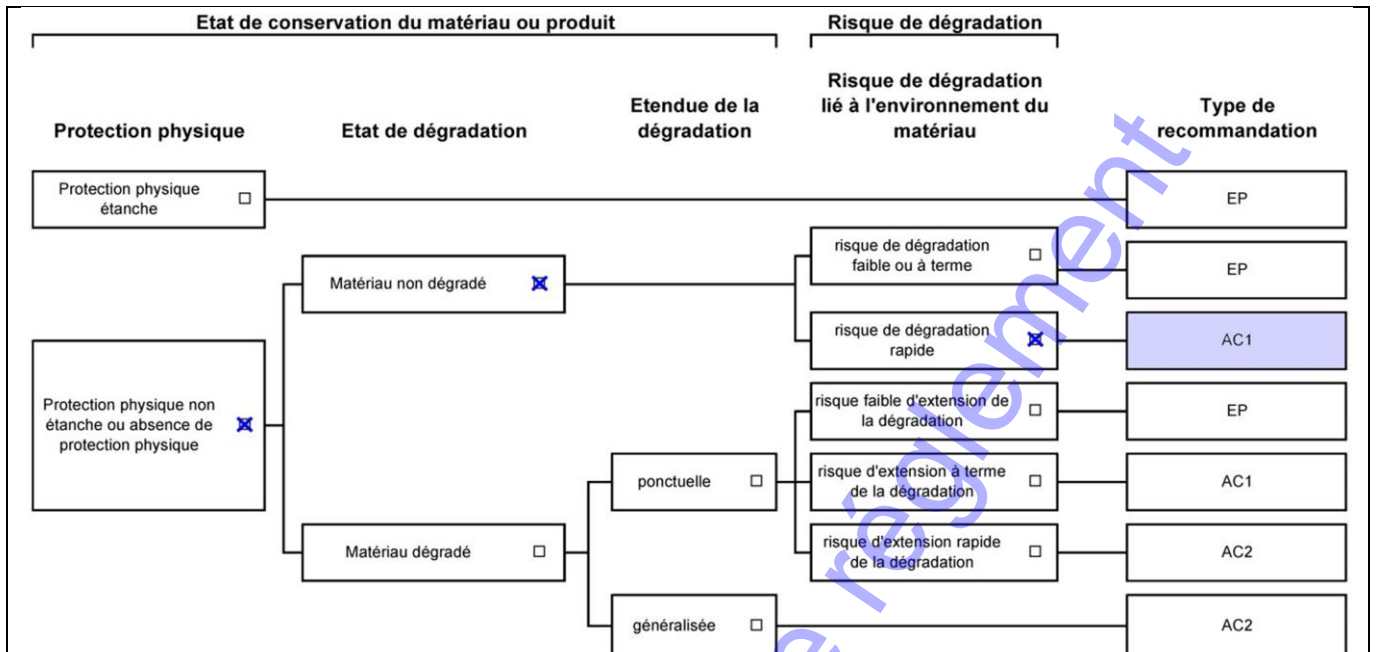 Etat de conservation du matériau ou produit
Risque de dégradation
Protection physique
Etat de dégradation
Etendue de la
dégradation
Risque de dégradation
lié à l'environnement du
matériau
Type de
recommandation
Protection physique
étanche
EP
Matériau non dégradé
risque de dégradation
faible ou à terme
EP
risque de dégradation
rapide
AC1
Protection physique non
étanche ou absence de
protection physique
risque faible d'extension de
la dégradation
EP
ponctuelle
risque d'extension à terme
de la dégradation
AC1
Matériau dégradé
risque d'extension rapide
de la dégradation
AC2
généralisée
AC2
e réglement